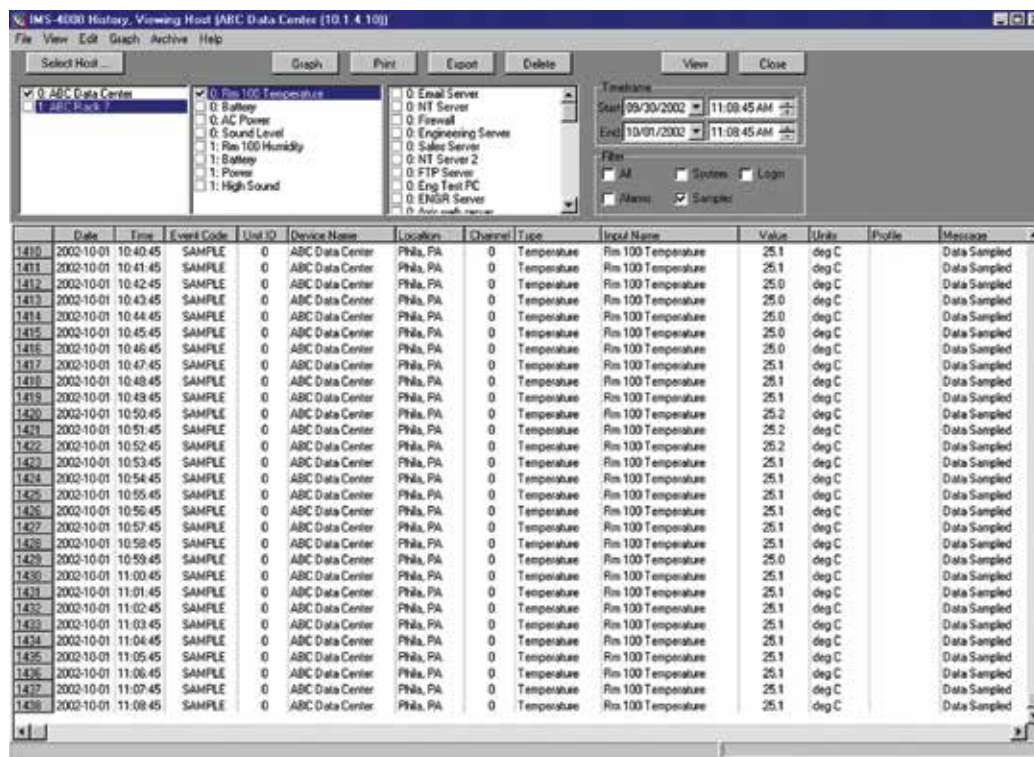 IMS-4000 History, Viewing Host [ABC Data Center (10.1.4.10)]
File View Edit Graph Archive Help
Select Host ... Graph Print Export Delete View Close
0: ABC Data Center
1: ABC Rack 7
0: Rm 100 Temperature
0: Battery
0: AC Power
0: Sound Level
1: Rm 100 Humidity
1: Battery
1: Power
1: High Sound
0: Email Server
0: NT Server
0: Firewall
0: Engineering Server
0: Sales Server
0: NT Server 2
0: FTP Server
0: Eng Test PC
0: ENGR Server
Timeframe
Start 09/30/2002 11:08:45 AM
End 10/01/2002 11:08:45 AM
Filter
All System Login
Alarms Samples
Date Time Event Code Unit ID Device Name Location Channel Type Input Name Value Units Profile Message
1410 2002-10-01 10:40:45 SAMPLE 0 ABC Data Center Phila, PA 0 Temperature Rm 100 Temperature 25.1 deg C Data Sampled
1411 2002-10-01 10:41:45 SAMPLE 0 ABC Data Center Phila, PA 0 Temperature Rm 100 Temperature 25.1 deg C Data Sampled
1412 2002-10-01 10:42:45 SAMPLE 0 ABC Data Center Phila, PA 0 Temperature Rm 100 Temperature 25.0 deg C Data Sampled
1413 2002-10-01 10:43:45 SAMPLE 0 ABC Data Center Phila, PA 0 Temperature Rm 100 Temperature 25.0 deg C Data Sampled
1414 2002-10-01 10:44:45 SAMPLE 0 ABC Data Center Phila, PA 0 Temperature Rm 100 Temperature 25.0 deg C Data Sampled
1415 2002-10-01 10:45:45 SAMPLE 0 ABC Data Center Phila, PA 0 Temperature Rm 100 Temperature 25.0 deg C Data Sampled
1416 2002-10-01 10:46:45 SAMPLE 0 ABC Data Center Phila, PA 0 Temperature Rm 100 Temperature 25.0 deg C Data Sampled
1417 2002-10-01 10:47:45 SAMPLE 0 ABC Data Center Phila, PA 0 Temperature Rm 100 Temperature 25.1 deg C Data Sampled
1418 2002-10-01 10:48:45 SAMPLE 0 ABC Data Center Phila, PA 0 Temperature Rm 100 Temperature 25.1 deg C Data Sampled
1419 2002-10-01 10:49:45 SAMPLE 0 ABC Data Center Phila, PA 0 Temperature Rm 100 Temperature 25.1 deg C Data Sampled
1420 2002-10-01 10:50:45 SAMPLE 0 ABC Data Center Phila, PA 0 Temperature Rm 100 Temperature 25.2 deg C Data Sampled
1421 2002-10-01 10:51:45 SAMPLE 0 ABC Data Center Phila, PA 0 Temperature Rm 100 Temperature 25.2 deg C Data Sampled
1422 2002-10-01 10:52:45 SAMPLE 0 ABC Data Center Phila, PA 0 Temperature Rm 100 Temperature 25.2 deg C Data Sampled
1423 2002-10-01 10:53:45 SAMPLE 0 ABC Data Center Phila, PA 0 Temperature Rm 100 Temperature 25.1 deg C Data Sampled
1424 2002-10-01 10:54:45 SAMPLE 0 ABC Data Center Phila, PA 0 Temperature Rm 100 Temperature 25.1 deg C Data Sampled
1425 2002-10-01 10:55:45 SAMPLE 0 ABC Data Center Phila, PA 0 Temperature Rm 100 Temperature 25.1 deg C Data Sampled
1426 2002-10-01 10:56:45 SAMPLE 0 ABC Data Center Phila, PA 0 Temperature Rm 100 Temperature 25.1 deg C Data Sampled
1427 2002-10-01 10:57:45 SAMPLE 0 ABC Data Center Phila, PA 0 Temperature Rm 100 Temperature 25.1 deg C Data Sampled
1428 2002-10-01 10:58:45 SAMPLE 0 ABC Data Center Phila, PA 0 Temperature Rm 100 Temperature 25.1 deg C Data Sampled
1429 2002-10-01 10:59:45 SAMPLE 0 ABC Data Center Phila, PA 0 Temperature Rm 100 Temperature 25.0 deg C Data Sampled
1430 2002-10-01 11:00:45 SAMPLE 0 ABC Data Center Phila, PA 0 Temperature Rm 100 Temperature 25.1 deg C Data Sampled
1431 2002-10-01 11:01:45 SAMPLE 0 ABC Data Center Phila, PA 0 Temperature Rm 100 Temperature 25.1 deg C Data Sampled
1432 2002-10-01 11:02:45 SAMPLE 0 ABC Data Center Phila, PA 0 Temperature Rm 100 Temperature 25.1 deg C Data Sampled
1433 2002-10-01 11:03:45 SAMPLE 0 ABC Data Center Phila, PA 0 Temperature Rm 100 Temperature 25.1 deg C Data Sampled
1434 2002-10-01 11:04:45 SAMPLE 0 ABC Data Center Phila, PA 0 Temperature Rm 100 Temperature 25.1 deg C Data Sampled
1435 2002-10-01 11:05:45 SAMPLE 0 ABC Data Center Phila, PA 0 Temperature Rm 100 Temperature 25.1 deg C Data Sampled
1436 2002-10-01 11:06:45 SAMPLE 0 ABC Data Center Phila, PA 0 Temperature Rm 100 Temperature 25.1 deg C Data Sampled
1437 2002-10-01 11:07:45 SAMPLE 0 ABC Data Center Phila, PA 0 Temperature Rm 100 Temperature 25.1 deg C Data Sampled
1438 2002-10-01 11:08:45 SAMPLE 0 ABC Data Center Phila, PA 0 Temperature Rm 100 Temperature 25.1 deg C Data Sampled